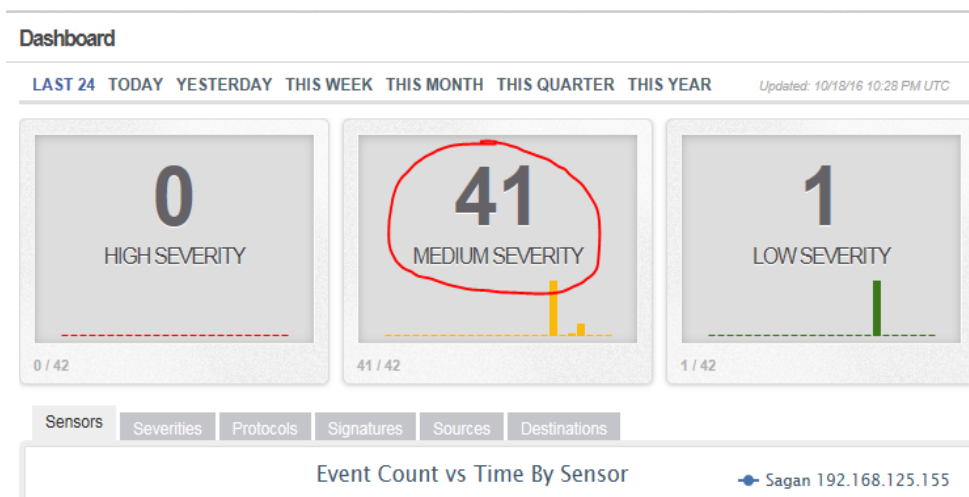 Dashboard
LAST 24 TODAY YESTERDAY THIS WEEK THIS MONTH THIS QUARTER THIS YEAR Updated: 10/18/16 10:28 PM UTC
0 41 1
HIGH SEVERITY MEDIUM SEVERITY LOW SEVERITY
0 / 42 41 / 42 1 / 42
Sensors Severities Protocols Signatures Sources Destinations
Event Count vs Time By Sensor Sagan 192.168.125.155